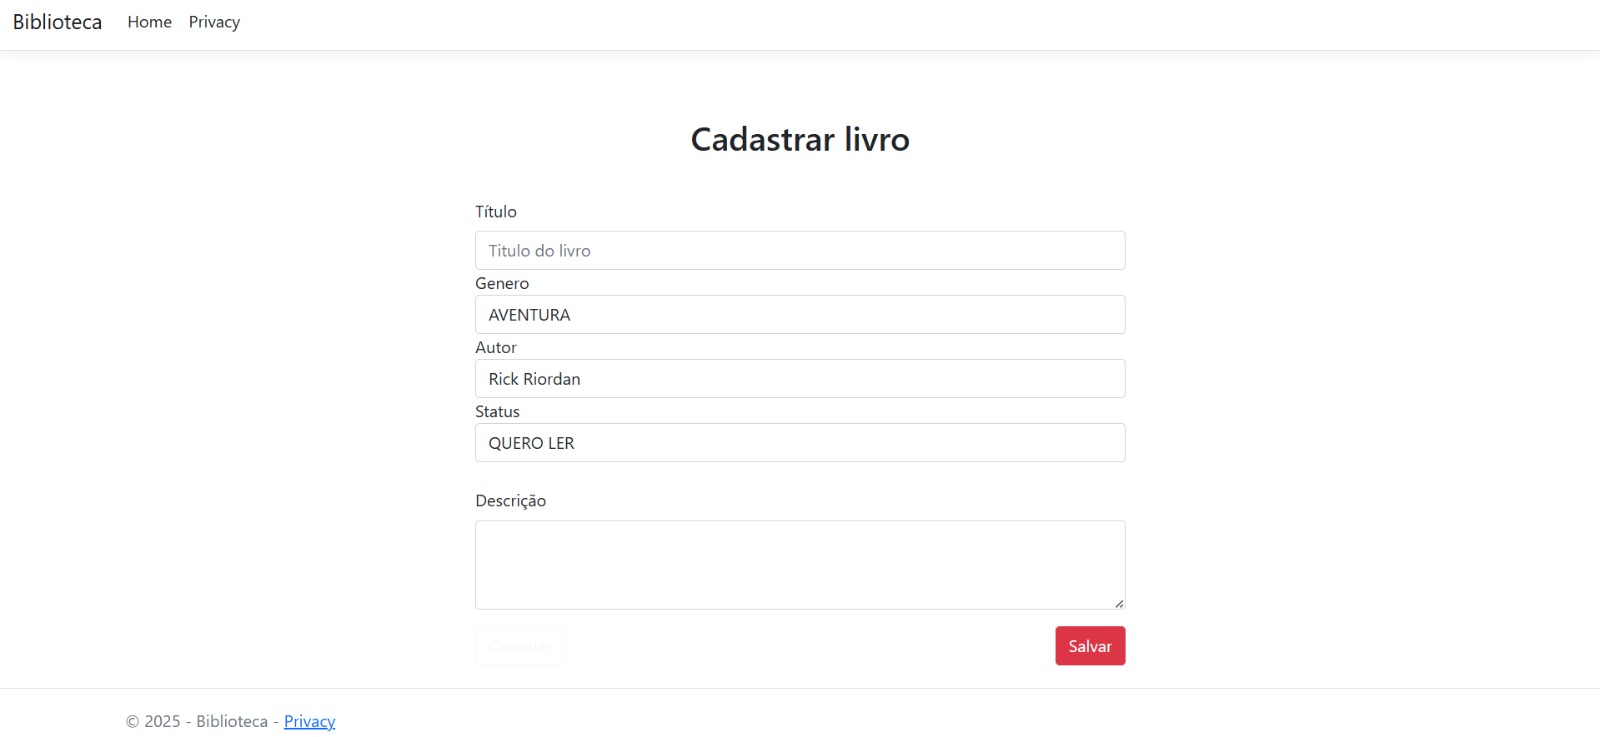 Biblioteca Home Privacy
Cadastrar livro
Título
Titulo do livro
Genero
AVENTURA
Autor
Rick Riordan
Status
QUERO LER
Descrição
Cancelar Salvar
© 2025 - Biblioteca - Privacy